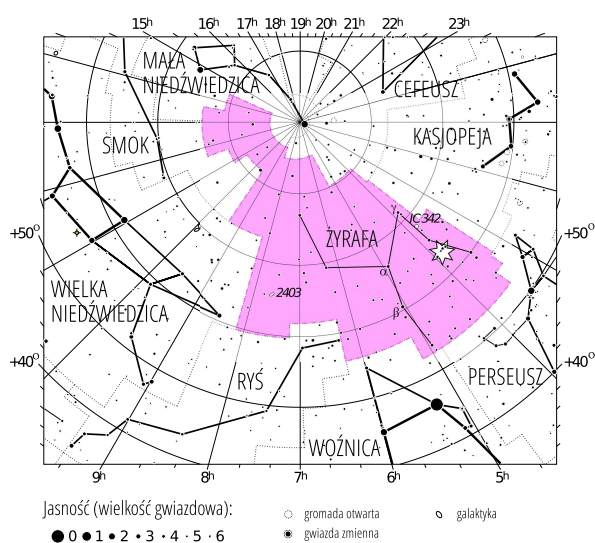 15h 16h 17h 18h 19h 20h 21h 22h 23h
MAŁA
NIEDŹWIEDZICA
CEFEUSZ
SMOK
KASJOPEJA
γ IC342
+50° ŻYRAFA +50°
α
WIELKA
NIEDŹWIEDZICA
2403
β
+40° +40°
RYŚ
PERSEUSZ
WOŹNICA
9h 8h 7h 6h 5h
Jasność (wielkość gwiazdowa):
0 1 2 3 4 5 6
gromada otwarta
galaktyka
gwiazda zmienna